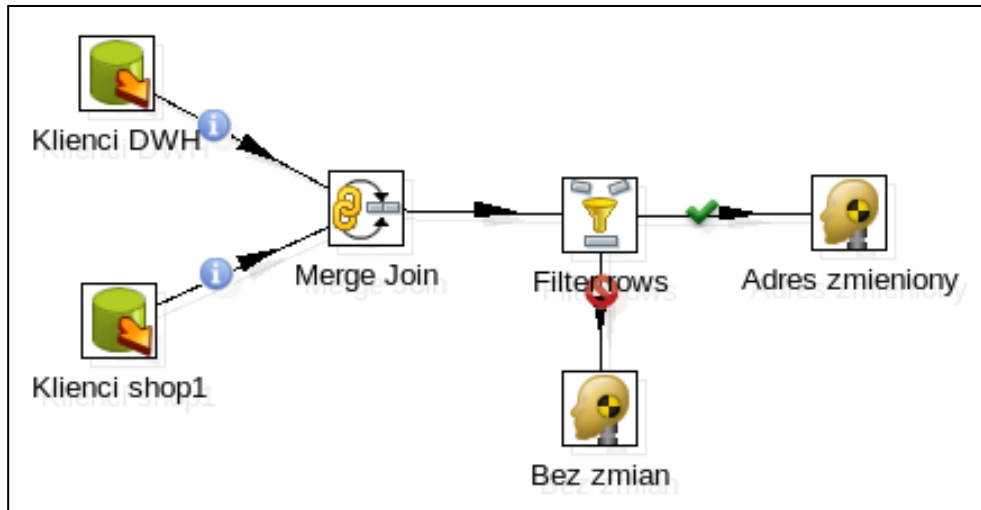 Klienci DWH
Merge Join
Filter rows
Adres zmieniony
Klienci shop1
Bez zmian